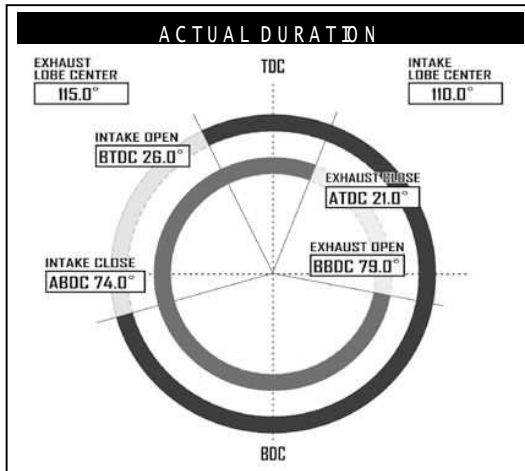 ACTUAL DURATION
EXHAUST
LOBE CENTER
115.0°
TDC
INTAKE
LOBE CENTER
110.0°
INTAKE OPEN
BTDC 26.0°
EXHAUST CLOSE
ATDC 21.0°
INTAKE CLOSE
ABDC 74.0°
EXHAUST OPEN
BBDC 79.0°
BDC